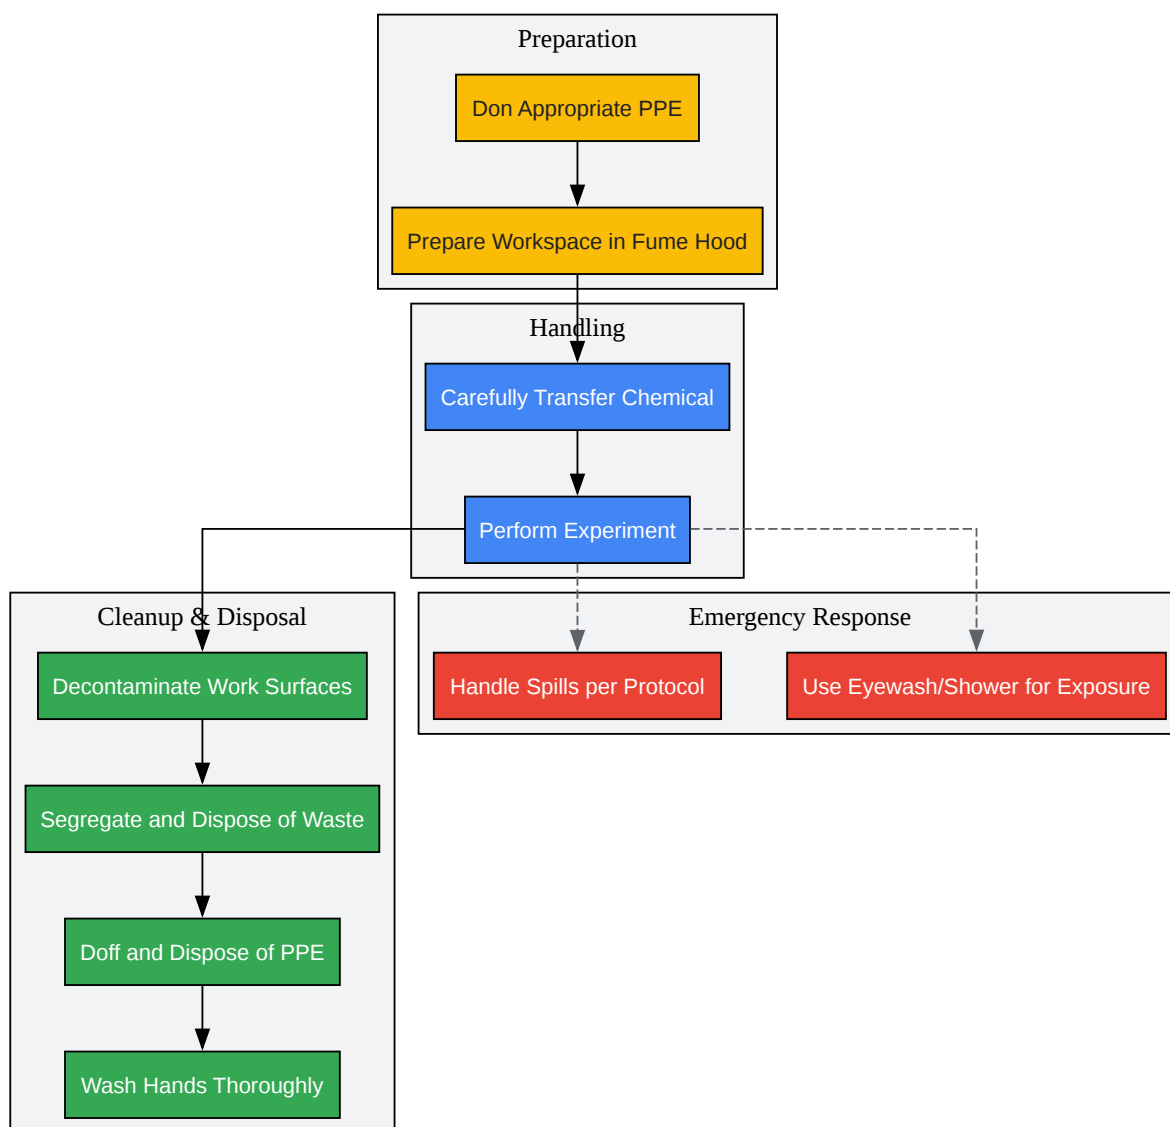 Preparation
Don Appropriate PPE
Prepare Workspace in Fume Hood
Handling
Carefully Transfer Chemical
Perform Experiment
Cleanup & Disposal
Decontaminate Work Surfaces
Segregate and Dispose of Waste
Doff and Dispose of PPE
Wash Hands Thoroughly
Emergency Response
Handle Spills per Protocol
Use Eyewash/Shower for Exposure